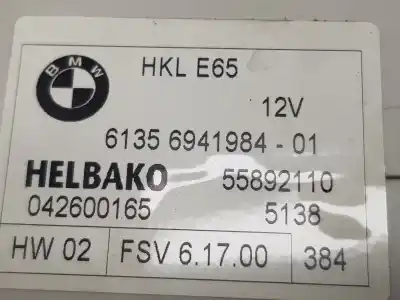 BMW
HKL E65
12V
6135 6941984 - 01
HELBAKO 55892110
042600165 5138
HW 02 FSV 6.17.00 384